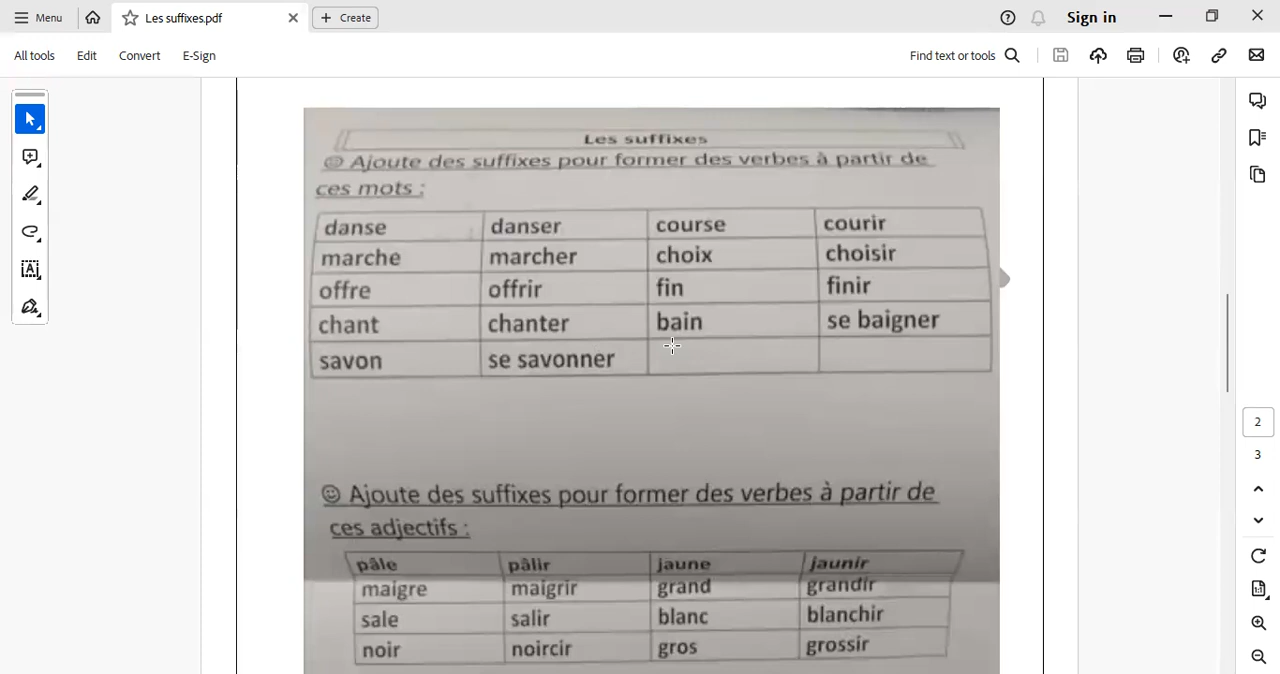 Menu
Les suffixes.pdf
Create
Sign in
All tools
Edit
Convert
E-Sign
Find text or tools
Les suffixes
Ajoute des suffixes pour former des verbes à partir de
ces mots :
danse danser course courir
marche marcher choix choisir
offre offrir fin finir
chant chanter bain se baigner
savon se savonner
Ajoute des suffixes pour former des verbes à partir de
ces adjectifs :
pâle pâlir jaune jaunir
maigre maigrir grand grandir
sale salir blanc blanchir
noir noircir gros grossir
2
3